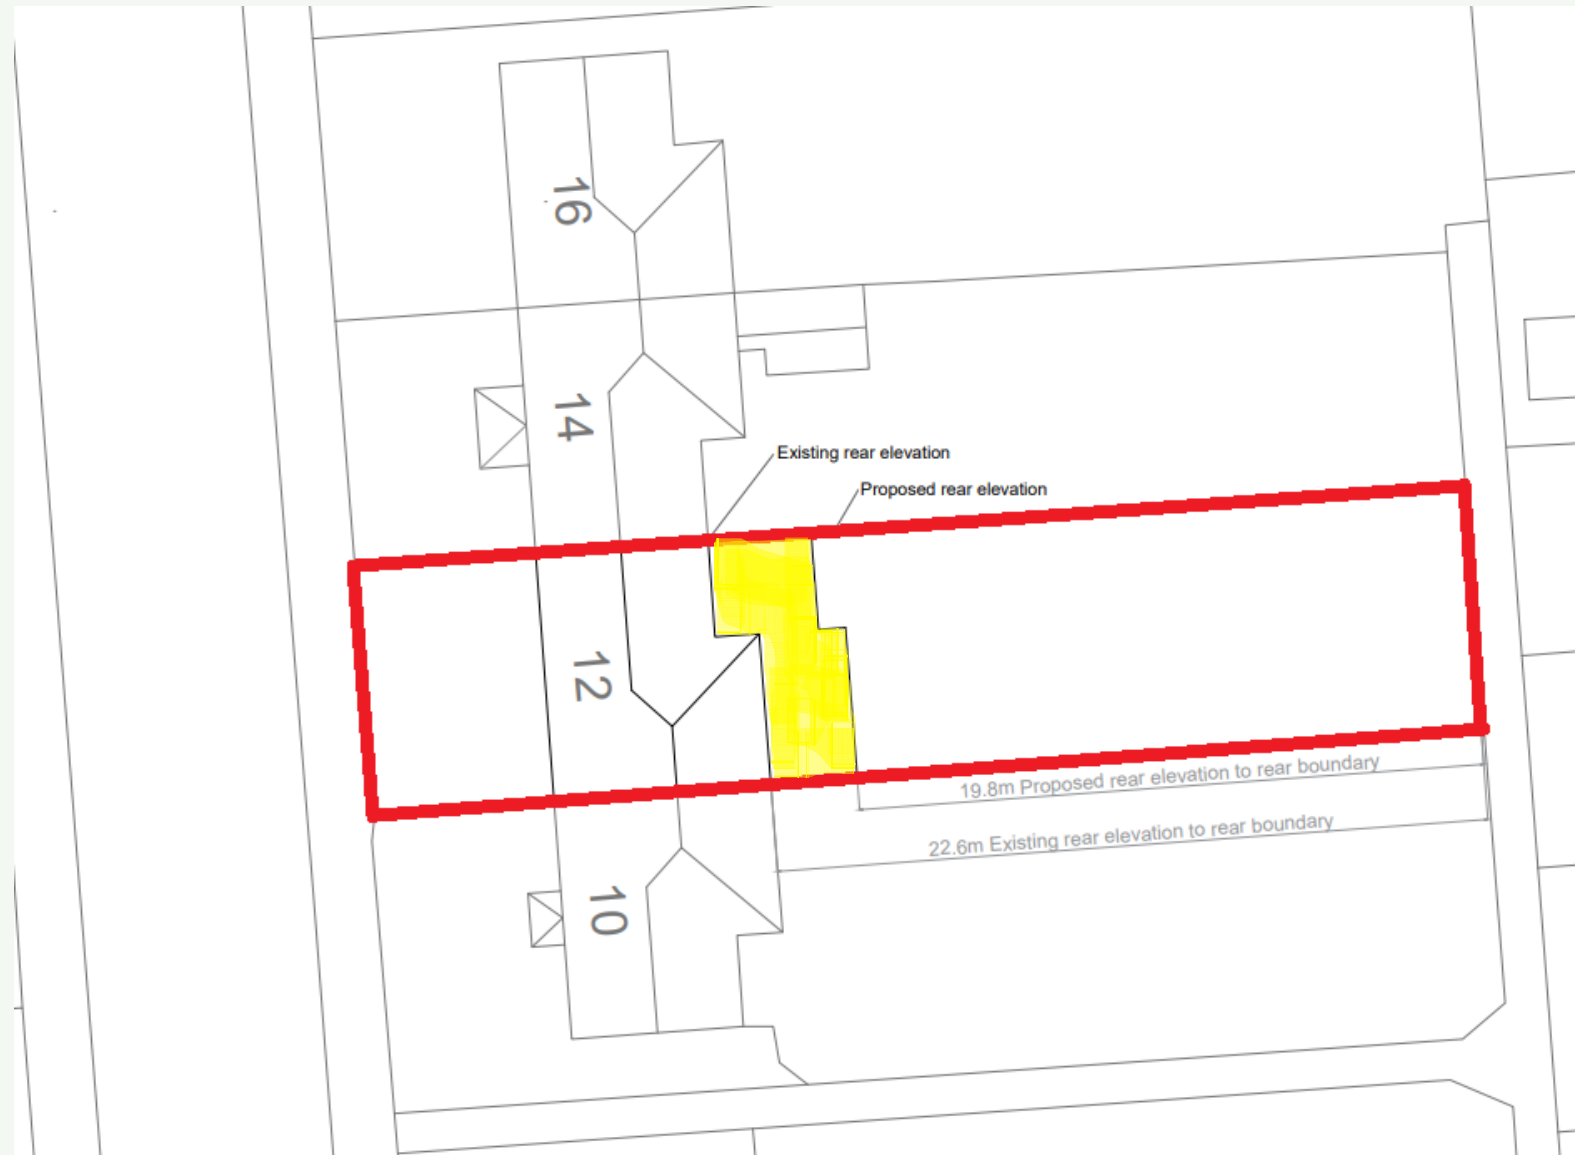 16
14
Existing rear elevation
Proposed rear elevation
12
19.8m Proposed rear elevation to rear boundary
22.6m Existing rear elevation to rear boundary
10